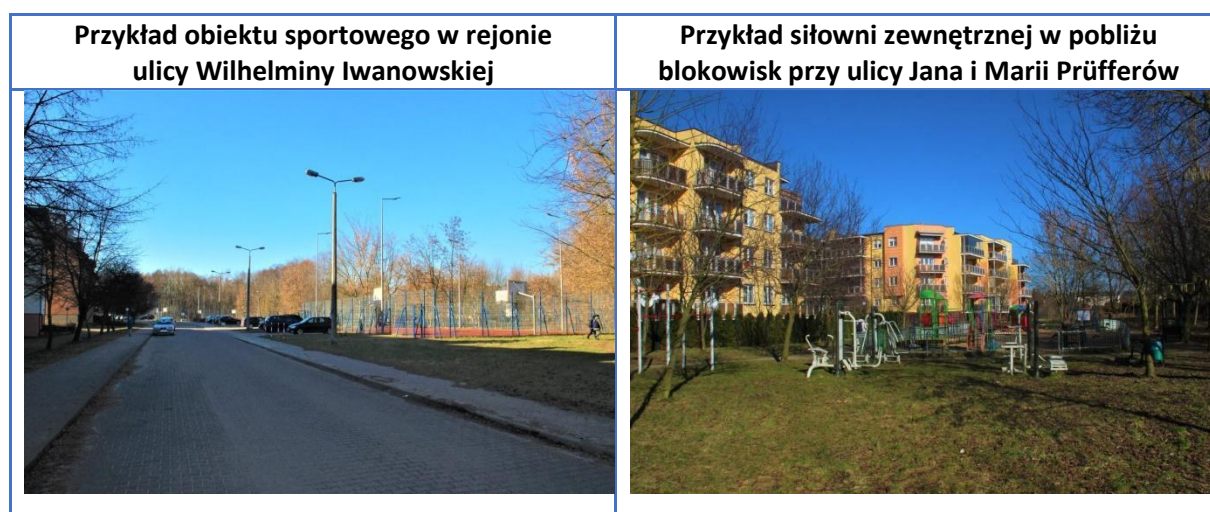 Przykład obiektu sportowego w rejonie
ulicy Wilhelminy Iwanowskiej
Przykład siłowni zewnętrznej w pobliżu
blokowisk przy ulicy Jana i Marii Prüfferów